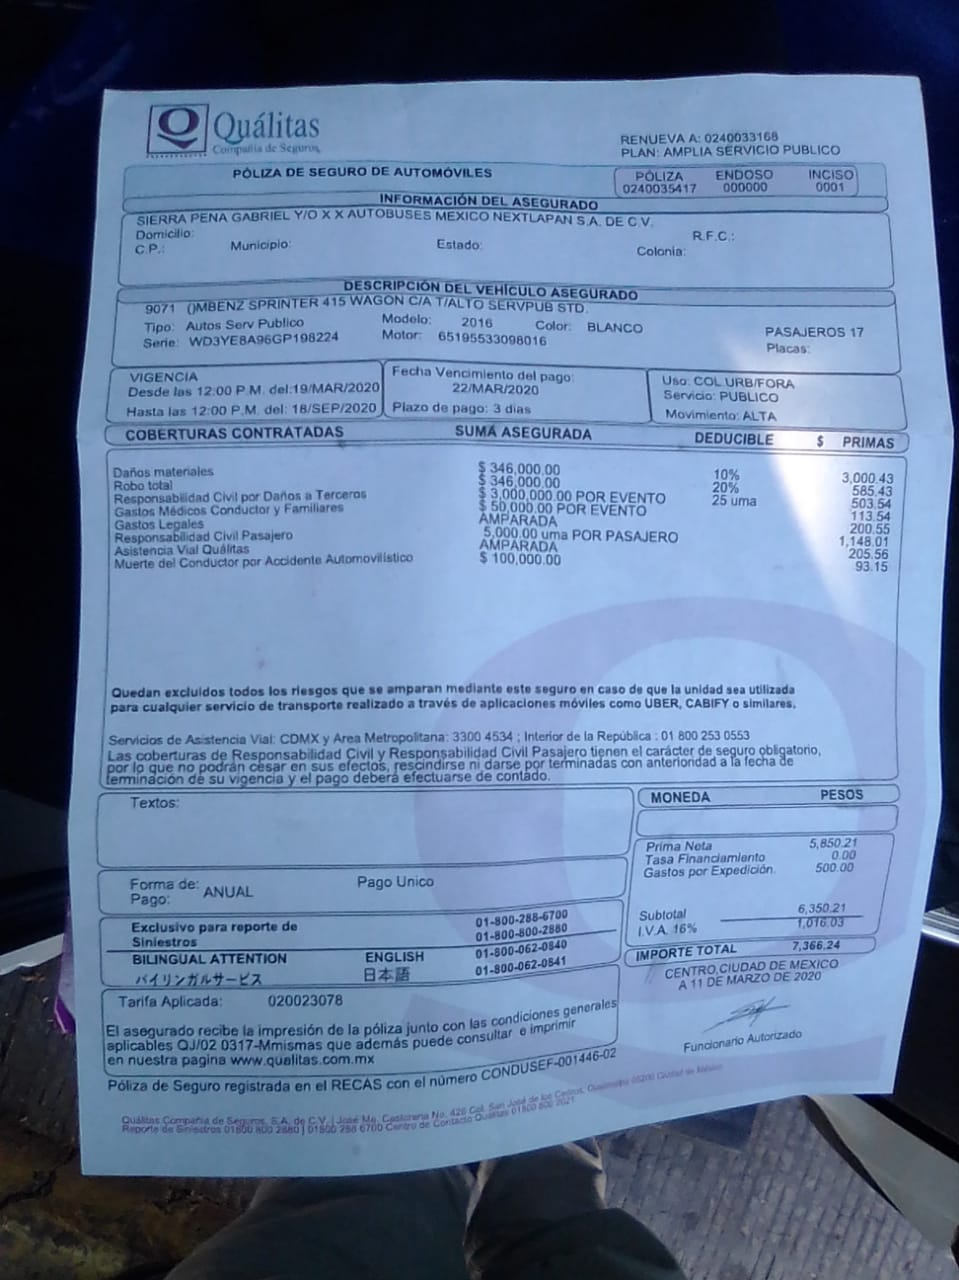 Quálitas
Compañía de Seguros
RENUEVA A: 0240033168
PLAN: AMPLIA SERVICIO PUBLICO
PÓLIZA DE SEGURO DE AUTOMÓVILES
PÓLIZA ENDOSO INCISO
0240035417 000000 0001
INFORMACIÓN DEL ASEGURADO
SIERRA PENA GABRIEL Y/O X X AUTOBUSES MEXICO NEXTLAPAN S.A. DE C.V.
Domicilio: R.F.C.:
C.P.: Municipio: Estado: Colonia:
DESCRIPCIÓN DEL VEHÍCULO ASEGURADO
9071 ()MBENZ SPRINTER 415 WAGON C/A T/ALTO SERVPUB STD.
Tipo: Autos Serv Publico Modelo: 2016 Color: BLANCO PASAJEROS 17
Serie: WD3YE8A96GP198224 Motor: 65195533098016 Placas:
VIGENCIA
Desde las 12:00 P.M. del:19/MAR/2020
Hasta las 12:00 P.M. del: 18/SEP/2020
Fecha Vencimiento del pago:
22/MAR/2020
Plazo de pago: 3 dias
Uso: COL.URB/FORA
Servicio: PUBLICO
Movimiento: ALTA
COBERTURAS CONTRATADAS SUMA ASEGURADA DEDUCIBLE $ PRIMAS
Daños materiales $ 346,000.00 10% 3,000.43
Robo total $ 346,000.00 20% 585.43
Responsabilidad Civil por Daños a Terceros $ 3,000,000.00 POR EVENTO 25 uma 503.54
Gastos Médicos Conductor y Familiares $ 50,000.00 POR EVENTO 113.54
Gastos Legales AMPARADA 200.55
Responsabilidad Civil Pasajero 5,000.00 uma POR PASAJERO 1,148.01
Asistencia Vial Quálitas AMPARADA 205.56
Muerte del Conductor por Accidente Automovilístico $ 100,000.00 93.15
Quedan excluidos todos los riesgos que se amparan mediante este seguro en caso de que la unidad sea utilizada
para cualquier servicio de transporte realizado a través de aplicaciones móviles como UBER, CABIFY o similares.
Servicios de Asistencia Vial: CDMX y Area Metropolitana: 3300 4534 ; Interior de la República : 01 800 253 0553
Las coberturas de Responsabilidad Civil y Responsabilidad Civil Pasajero tienen el carácter de seguro obligatorio,
por lo que no podrán cesar en sus efectos, rescindirse ni darse por terminadas con anterioridad a la fecha de
terminación de su vigencia y el pago deberá efectuarse de contado.
Textos:
MONEDA PESOS
Prima Neta 5,850.21
Tasa Financiamiento 0.00
Gastos por Expedición. 500.00
Subtotal 6,350.21
I.V.A. 16% 1,016.03
IMPORTE TOTAL 7,366.24
Forma de: ANUAL Pago Unico
Pago:
Exclusivo para reporte de 01-800-288-6700
Siniestros 01-800-800-2880
BILINGUAL ATTENTION ENGLISH 01-800-062-0840
バイリンガルサービス 日本語 01-800-062-0841
Tarifa Aplicada: 020023078
CENTRO,CIUDAD DE MEXICO
A 11 DE MARZO DE 2020
Funcionario Autorizado
El asegurado recibe la impresión de la póliza junto con las condiciones generales
aplicables QJ/02 0317-Mmismas que además puede consultar e imprimir
en nuestra pagina www.qualitas.com.mx
Póliza de Seguro registrada en el RECAS con el número CONDUSEF-001446-02
Quálitas Compañía de Seguros, S.A. de C.V. | José Ma. Castorena No. 426 Col. San José de los Cedros, Cuajimalpa 05200 Ciudad de México
Reporte de Siniestros 01800 800 2880 | 01800 288 6700 Centro de Contacto Quálitas 01800 800 2021